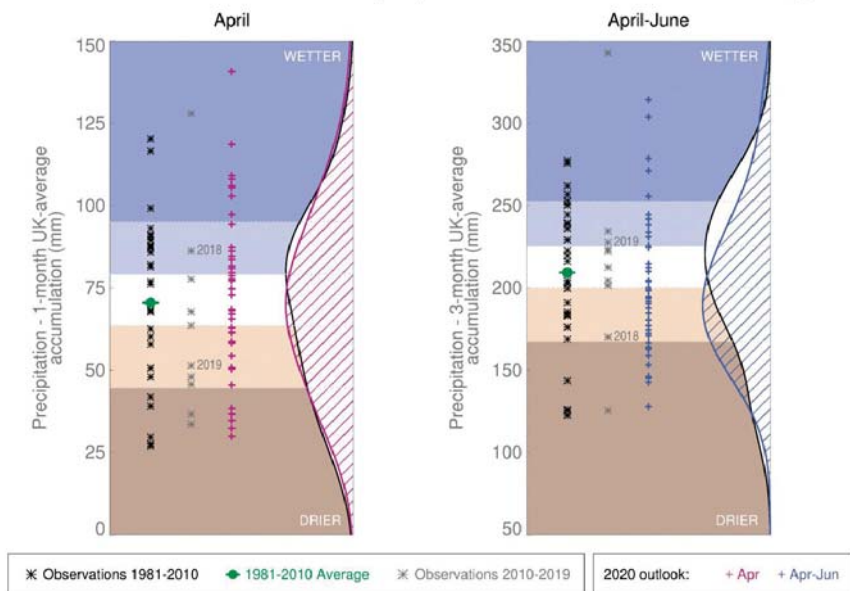 April
April-June
Precipitation - 1-month UK-average
accumulation (mm)
150
125
100
75
50
25
0
WETTER
2018
2019
DRIER
Precipitation - 3-month UK-average
accumulation (mm)
350
300
250
200
150
100
50
WETTER
2019
2018
DRIER
Observations 1981-2010
1981-2010 Average
Observations 2010-2019
2020 outlook:
Apr
Apr-Jun